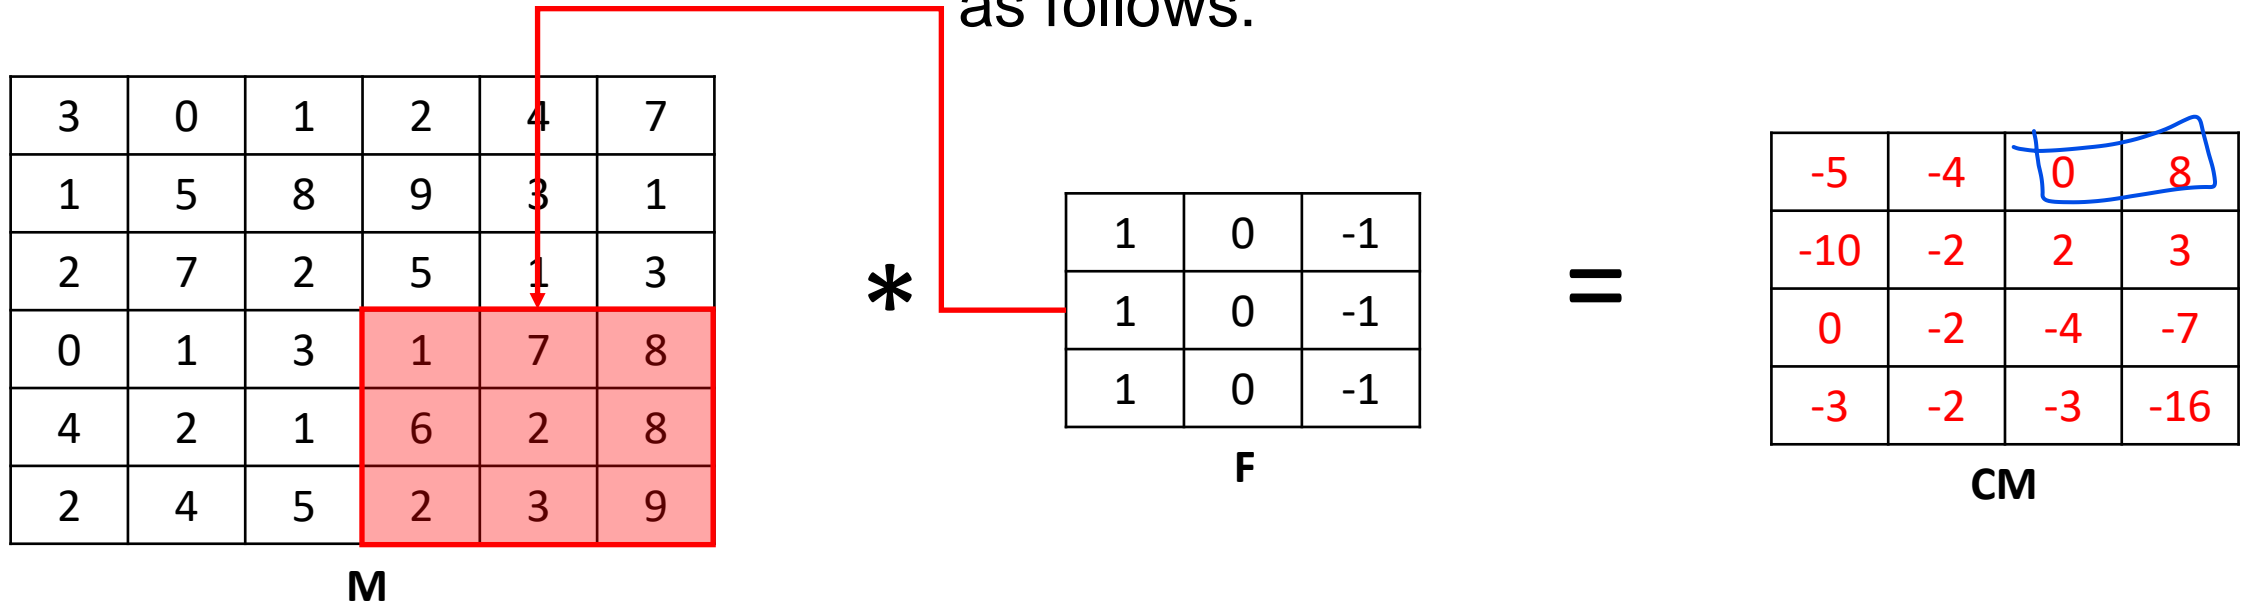 as follows:
3 0 1 2 4 7
1 5 8 9 3 1
2 7 2 5 1 3
0 1 3 1 7 8
4 2 1 6 2 8
2 4 5 2 3 9
M
*
1 0 -1
1 0 -1
1 0 -1
F
=
-5 -4 0 8
-10 -2 2 3
0 -2 -4 -7
-3 -2 -3 -16
CM